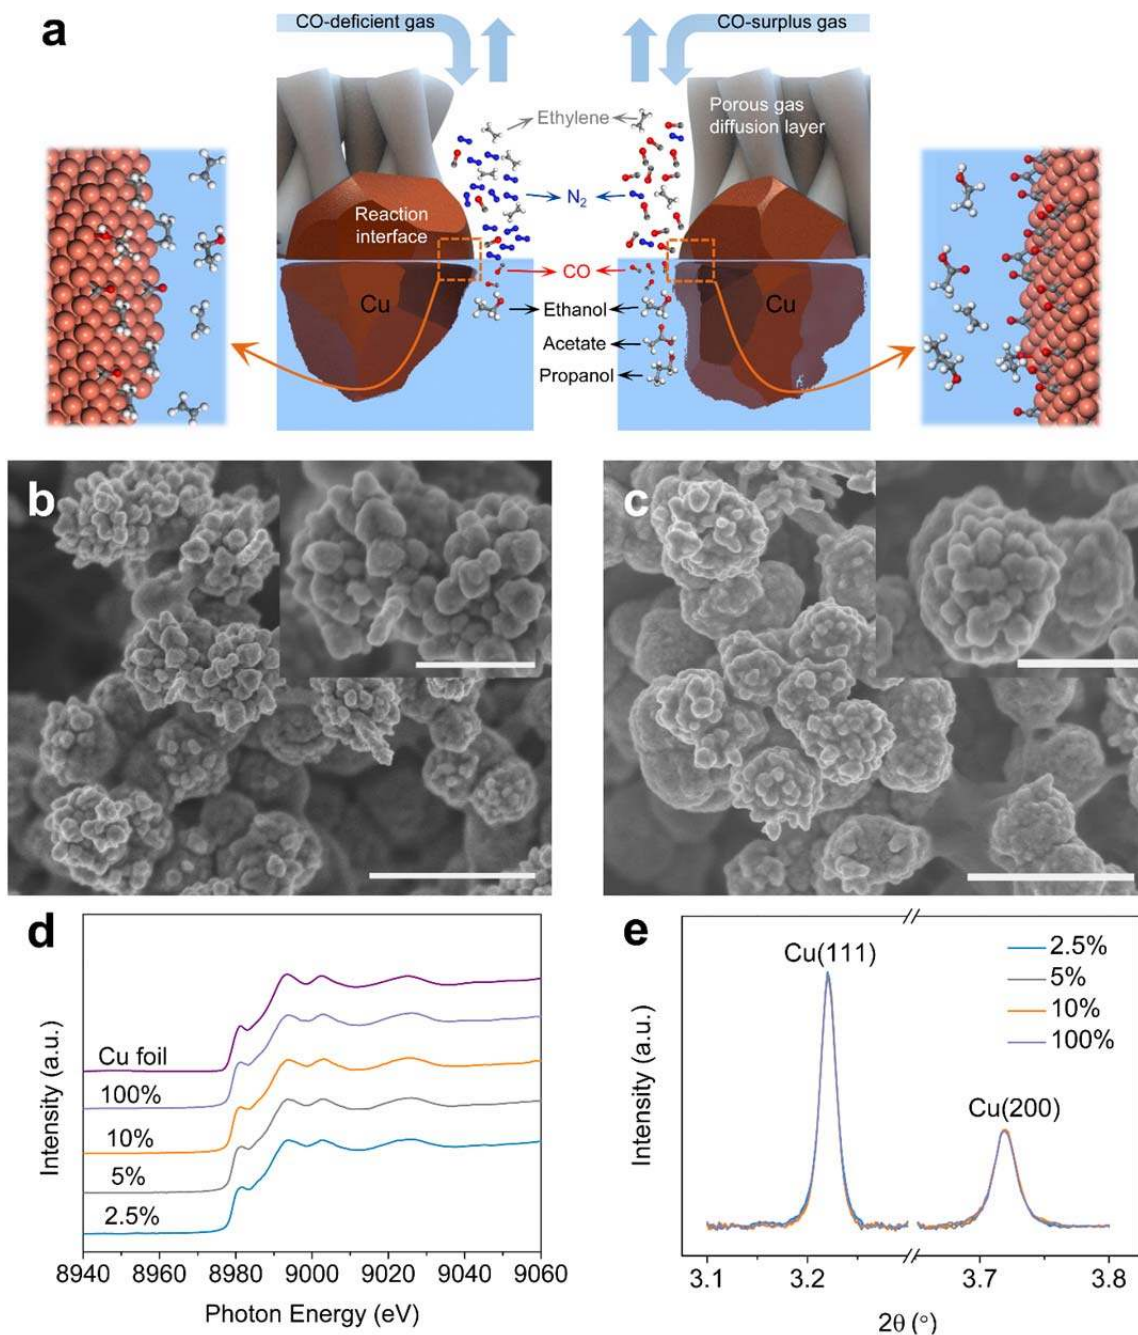 a
CO-deficient gas
CO-surplus gas
Ethylene
Porous gas
diffusion layer
Reaction
interface
N₂
CO
Cu
Cu
Ethanol
Acetate
Propanol
b
c
d
Intensity (a.u.)
Cu foil
100%
10%
5%
2.5%
8940 8960 8980 9000 9020 9040 9060
Photon Energy (eV)
e
Intensity (a.u.)
Cu(111)
Cu(200)
2.5%
5%
10%
100%
3.1 3.2 3.7 3.8
2θ (°)